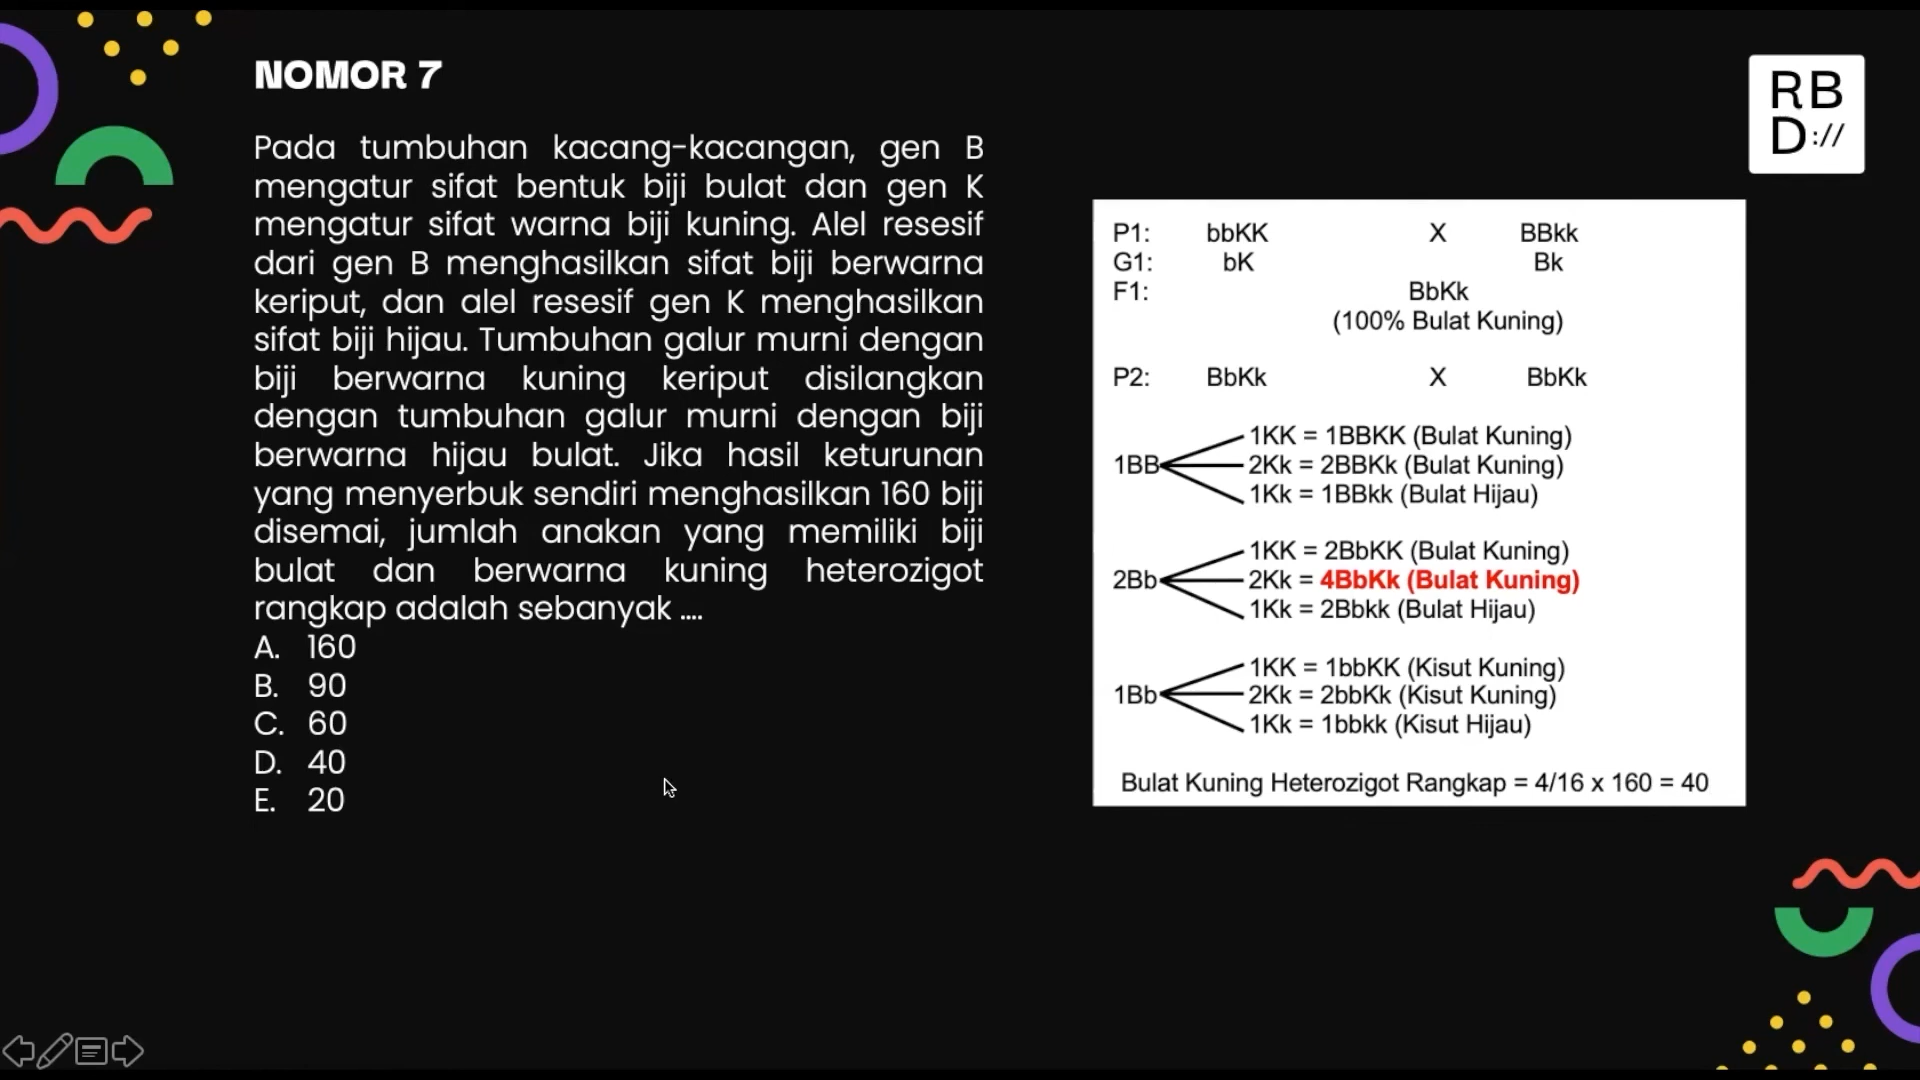 NOMOR 7
RB
D://
Pada tumbuhan kacang-kacangan, gen B
mengatur sifat bentuk biji bulat dan gen K
mengatur sifat warna biji kuning. Alel resesif
dari gen B menghasilkan sifat biji berwarna
keriput, dan alel resesif gen K menghasilkan
sifat biji hijau. Tumbuhan galur murni dengan
biji berwarna kuning keriput disilangkan
dengan tumbuhan galur murni dengan biji
berwarna hijau bulat. Jika hasil keturunan
yang menyerbuk sendiri menghasilkan 160 biji
disemai, jumlah anakan yang memiliki biji
bulat dan berwarna kuning heterozigot
rangkap adalah sebanyak ....
A. 160
B. 90
C. 60
D. 40
E. 20
P1: bbKK X BBkk
G1: bK Bk
F1: BbKk
(100% Bulat Kuning)
P2: BbKk X BbKk
1KK = 1BBKK (Bulat Kuning)
1BB 2Kk = 2BBKk (Bulat Kuning)
1Kk = 1BBkk (Bulat Hijau)
1KK = 2BbKK (Bulat Kuning)
2Bb 2Kk = 4BbKk (Bulat Kuning)
1Kk = 2Bbkk (Bulat Hijau)
1KK = 1bbKK (Kisut Kuning)
1Bb 2Kk = 2bbKk (Kisut Kuning)
1Kk = 1bbkk (Kisut Hijau)
Bulat Kuning Heterozigot Rangkap = 4/16 x 160 = 40